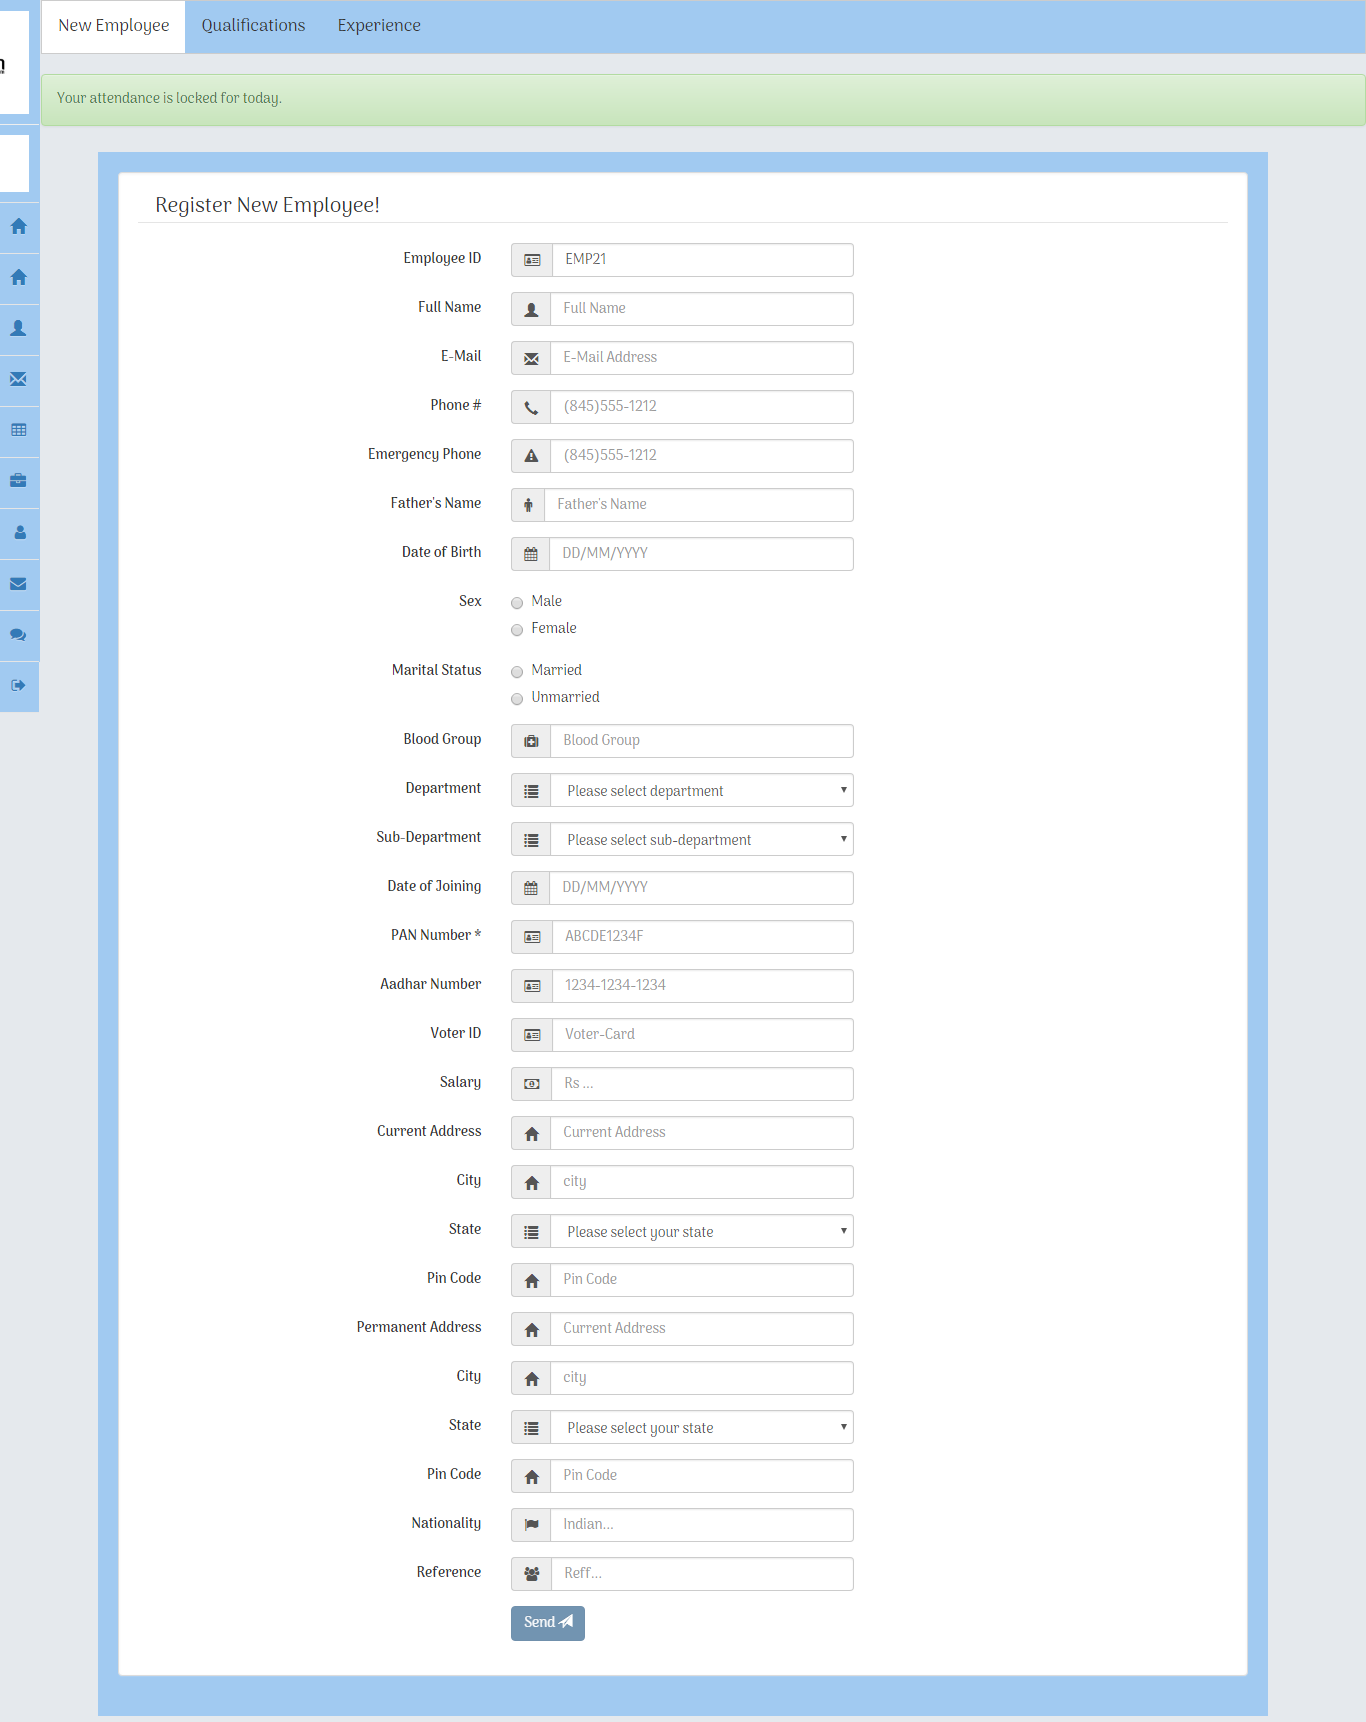 New Employee Qualifications Experience
Your attendance is locked for today.
Register New Employee!
Employee ID EMP21
Full Name Full Name
E-Mail E-Mail Address
Phone # (845)555-1212
Emergency Phone (845)555-1212
Father's Name Father's Name
Date of Birth DD/MM/YYYY
Sex Male
Female
Marital Status Married
Unmarried
Blood Group Blood Group
Department Please select department
Sub-Department Please select sub-department
Date of Joining DD/MM/YYYY
PAN Number * ABCDE1234F
Aadhar Number 1234-1234-1234
Voter ID Voter-Card
Salary Rs ...
Current Address Current Address
City city
State Please select your state
Pin Code Pin Code
Permanent Address Current Address
City city
State Please select your state
Pin Code Pin Code
Nationality Indian...
Reference Reff...
Send